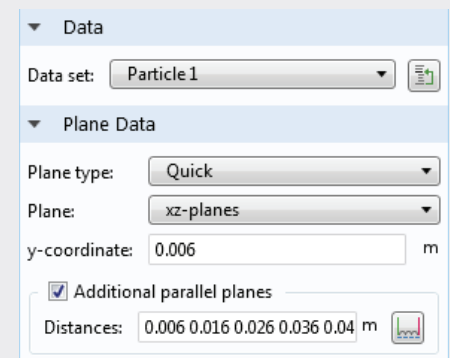 Data
Data set: Particle 1
Plane Data
Plane type: Quick
Plane: xz-planes
y-coordinate: 0.006 m
Additional parallel planes
Distances: 0.006 0.016 0.026 0.036 0.04 m